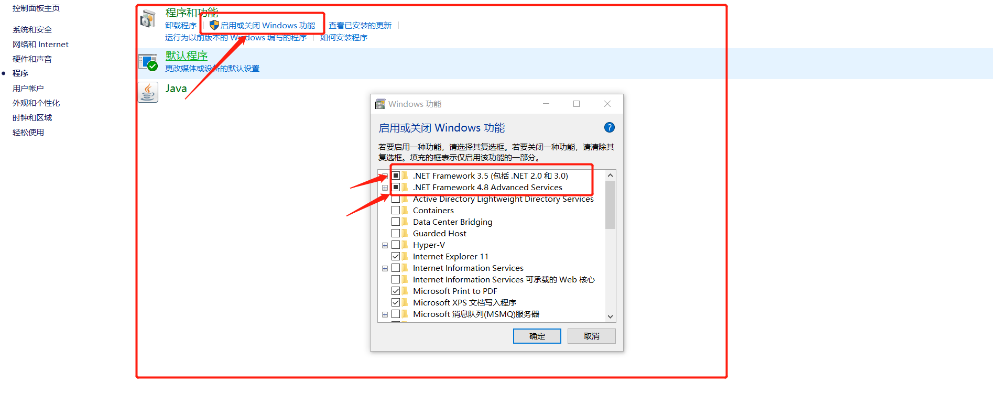 控制面板主页
系统和安全
网络和 Internet
硬件和声音
程序
用户帐户
外观和个性化
时钟和区域
轻松使用
程序和功能
卸载程序
启用或关闭 Windows 功能
查看已安装的更新
运行为以前版本的 Windows 编写的程序
如何安装程序
默认程序
更改媒体或设备的默认设置
Java
Windows 功能
启用或关闭 Windows 功能
?
若要启用一种功能，请选择其复选框。若要关闭一种功能，请清除其
复选框。填充的框表示仅启用该功能的一部分。
.NET Framework 3.5 (包括 .NET 2.0 和 3.0)
.NET Framework 4.8 Advanced Services
Active Directory Lightweight Directory Services
Containers
Data Center Bridging
Guarded Host
Hyper-V
Internet Explorer 11
Internet Information Services
Internet Information Services 可承载的 Web 核心
Microsoft Print to PDF
Microsoft XPS 文档写入程序
Microsoft 消息队列(MSMQ)服务器
确定
取消